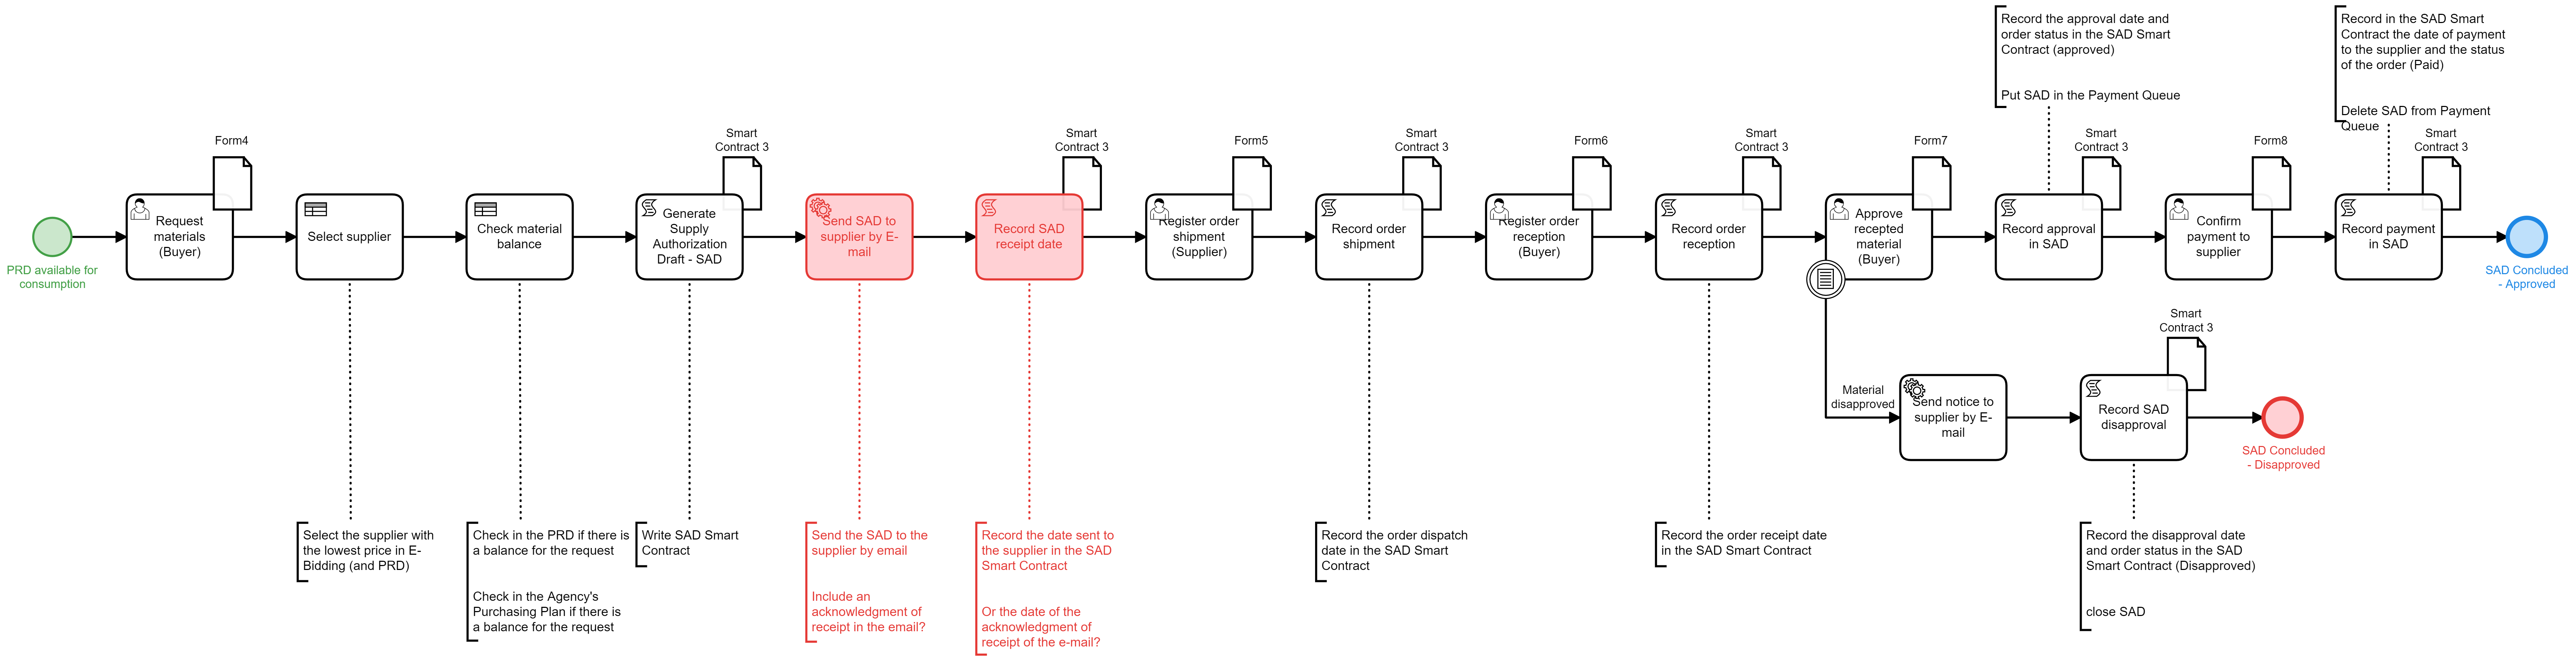 Record the approval date and
order status in the SAD Smart
Contract (approved)
Put SAD in the Payment Queue
Record in the SAD Smart
Contract the date of payment
to the supplier and the status
of the order (Paid)
Delete SAD from Payment
Queue
Form4
Smart
Contract 3
Smart
Contract 3
Form5
Smart
Contract 3
Form6
Smart
Contract 3
Form7
Smart
Contract 3
Form8
Smart
Contract 3
PRD available for
consumption
Request
materials
(Buyer)
Select supplier
Check material
balance
Generate
Supply
Authorization
Draft - SAD
Send SAD to
supplier by E-
mail
Record SAD
receipt date
Register order
shipment
(Supplier)
Record order
shipment
Register order
reception
(Buyer)
Record order
reception
Approve
recepted
material
(Buyer)
Record approval
in SAD
Confirm
payment to
supplier
Record payment
in SAD
SAD Concluded
- Approved
Smart
Contract 3
Material
disapproved
Send notice to
supplier by E-
mail
Record SAD
disapproval
SAD Concluded
- Disapproved
Select the supplier with
the lowest price in E-
Bidding (and PRD)
Check in the PRD if there is
a balance for the request
Check in the Agency's
Purchasing Plan if there is
a balance for the request
Write SAD Smart
Contract
Send the SAD to the
supplier by email
Include an
acknowledgment of
receipt in the email?
Record the date sent to
the supplier in the SAD
Smart Contract
Or the date of the
acknowledgment of
receipt of the e-mail?
Record the order dispatch
date in the SAD Smart
Contract
Record the order receipt date
in the SAD Smart Contract
Record the disapproval date
and order status in the SAD
Smart Contract (Disapproved)
close SAD